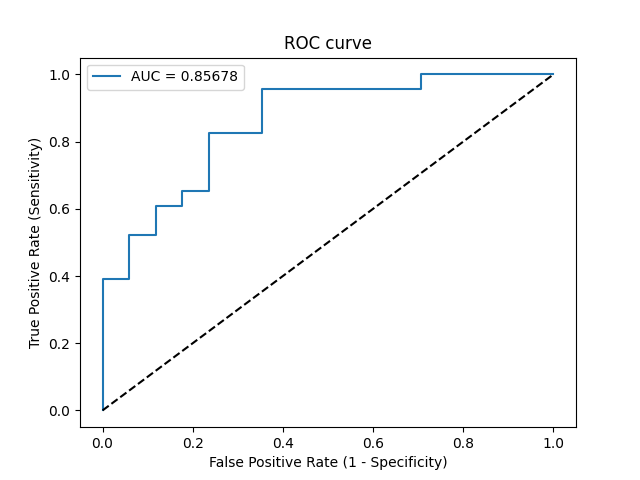 ROC curve
AUC = 0.85678
True Positive Rate (Sensitivity)
1.0
0.8
0.6
0.4
0.2
0.0
0.0 0.2 0.4 0.6 0.8 1.0
False Positive Rate (1 - Specificity)